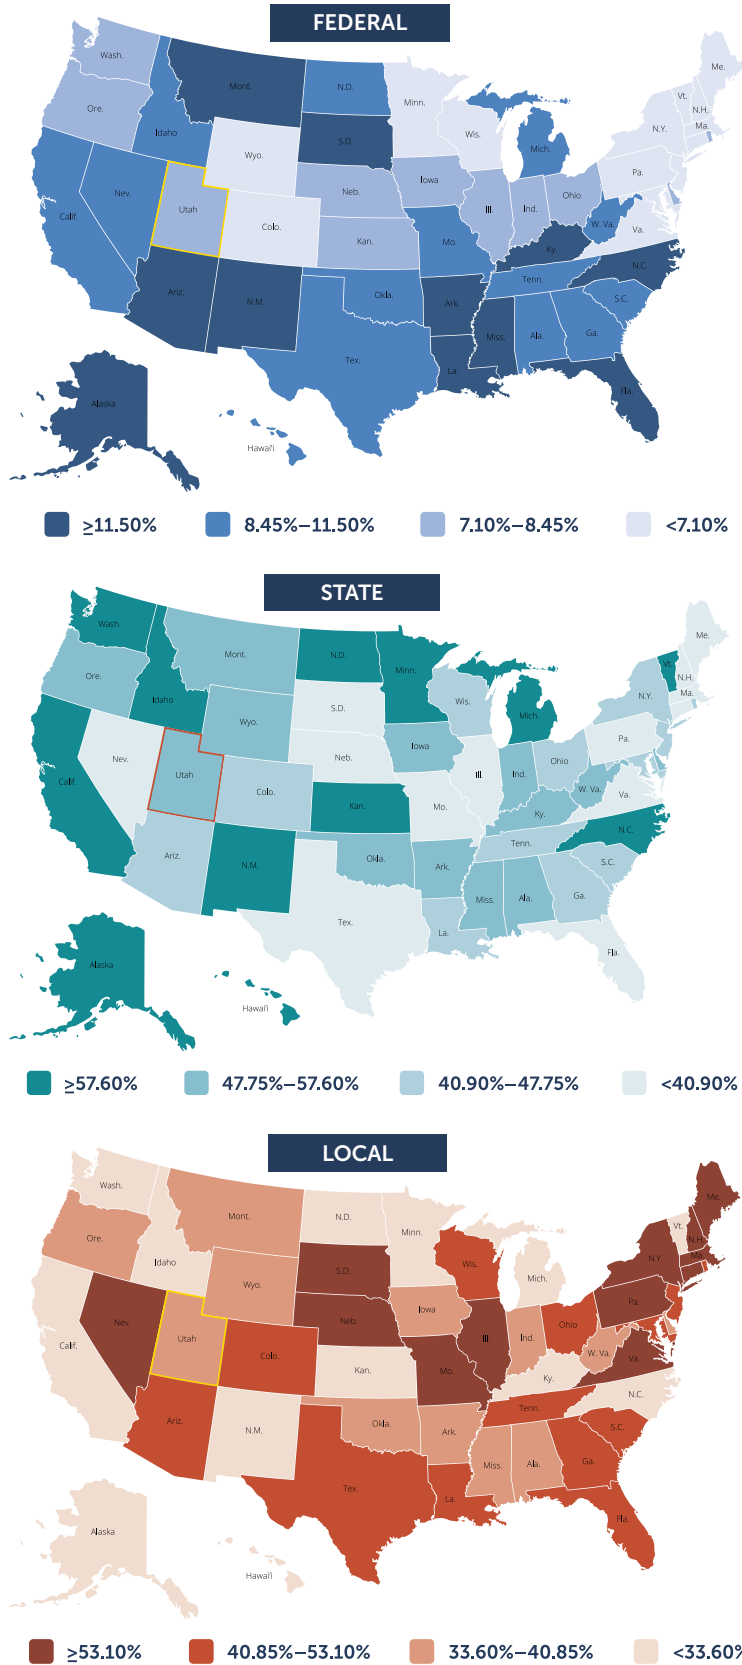 FEDERAL
Wash.
Mont.
N.D.
Minn.
Me.
Vt.
N.H.
Ore.
Idaho
S.D.
Wis.
Mich.
N.Y.
Ma.
Wyo.
Iowa
Pa.
Nev.
Utah
Neb.
Ill.
Ind.
Ohio
Calif.
Colo.
Kan.
Mo.
W. Va.
Va.
Ky.
N.C.
Ariz.
N.M.
Okla.
Ark.
Tenn.
S.C.
Tex.
La.
Miss.
Ala.
Ga.
Fla.
Alaska
Hawai'i
≥11.50% 8.45%–11.50% 7.10%–8.45% <7.10%
STATE
Wash.
Mont.
N.D.
Minn.
Me.
Vt.
N.H.
Ore.
Idaho
S.D.
Wis.
Mich.
N.Y.
Ma.
Wyo.
Iowa
Pa.
Nev.
Utah
Neb.
Ill.
Ind.
Ohio
Calif.
Colo.
Kan.
Mo.
W. Va.
Va.
Ky.
N.C.
Ariz.
N.M.
Okla.
Ark.
Tenn.
S.C.
Tex.
La.
Miss.
Ala.
Ga.
Fla.
Alaska
Hawai'i
≥57.60% 47.75%–57.60% 40.90%–47.75% <40.90%
LOCAL
Wash.
Mont.
N.D.
Minn.
Me.
Vt.
N.H.
Ore.
Idaho
S.D.
Wis.
Mich.
N.Y.
Ma.
Wyo.
Iowa
Pa.
Nev.
Utah
Neb.
Ill.
Ind.
Ohio
Calif.
Colo.
Kan.
Mo.
W. Va.
Va.
Ky.
N.C.
Ariz.
N.M.
Okla.
Ark.
Tenn.
S.C.
Tex.
La.
Miss.
Ala.
Ga.
Fla.
Alaska
Hawai'i
≥53.10% 40.85%–53.10% 33.60%–40.85% <33.60%